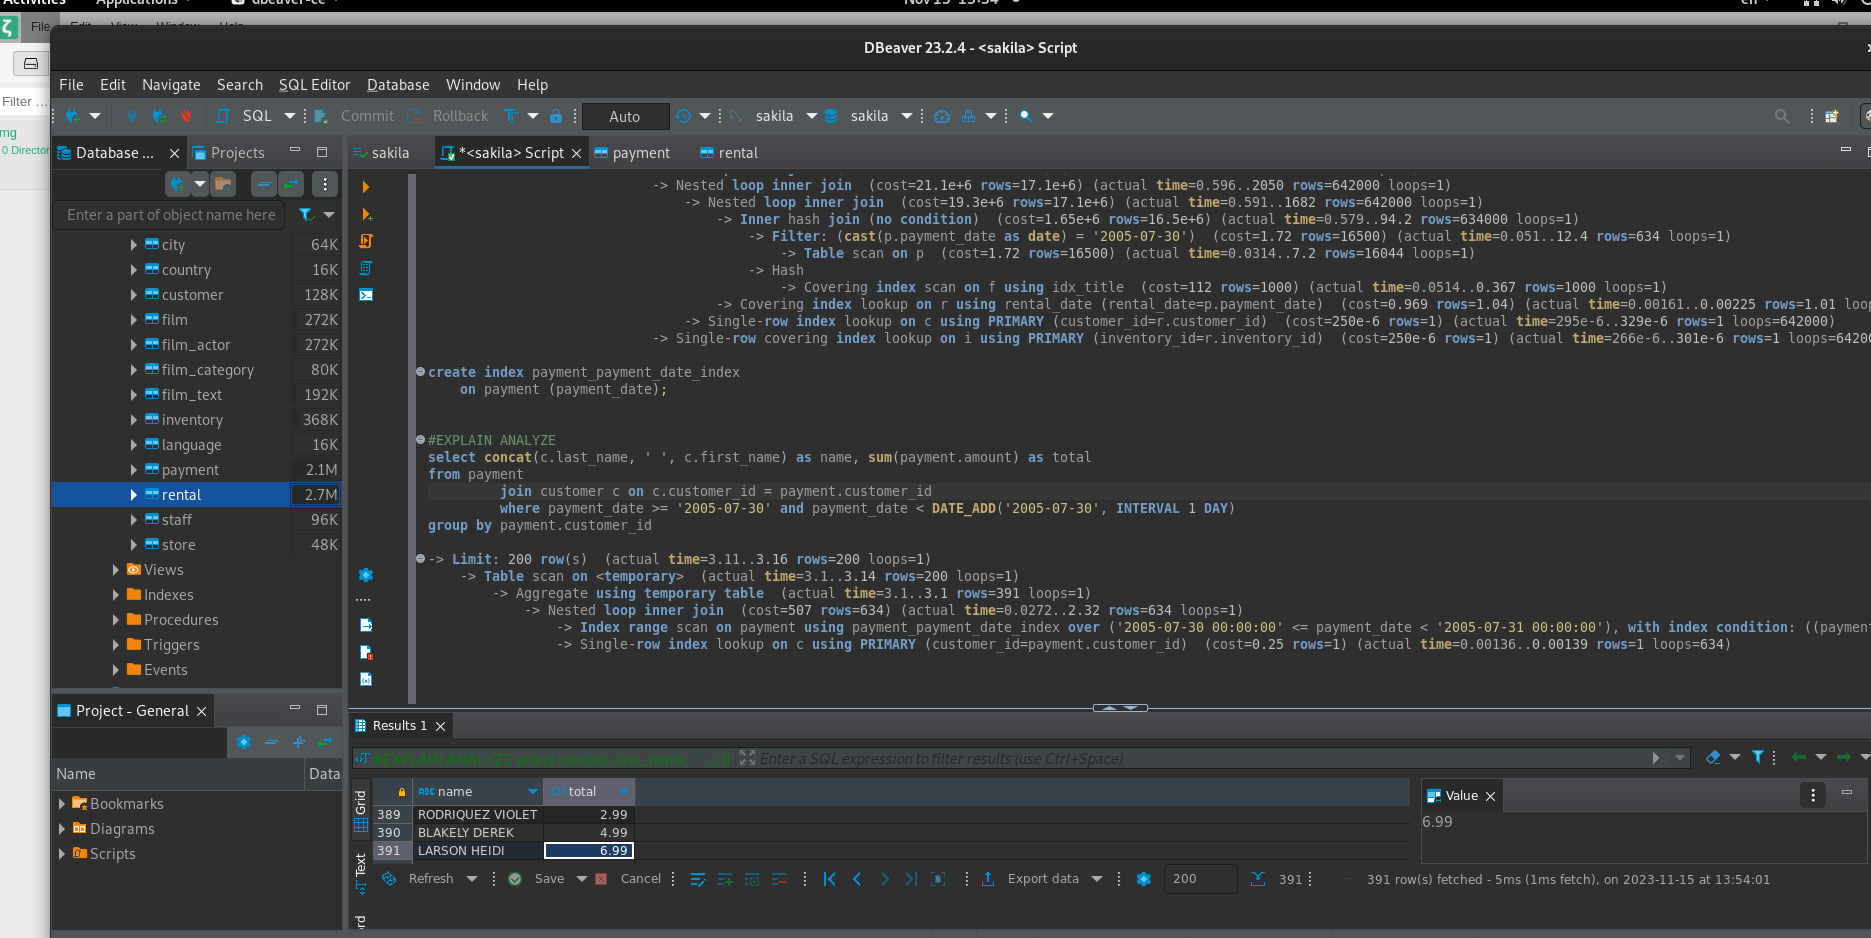 Activities Applications dbeaver-ce Nov 15 13:54 en
File Edit View Window Help
DBeaver 23.2.4 - <sakila> Script
File Edit Navigate Search SQL Editor Database Window Help
Filter ...
SQL Commit Rollback Auto sakila sakila
mg
0 Director
Database ... Projects
sakila *<sakila> Script payment rental
Enter a part of object name here
city 64K
country 16K
customer 128K
film 272K
film_actor 272K
film_category 80K
film_text 192K
inventory 368K
language 16K
payment 2.1M
rental 2.7M
staff 96K
store 48K
Views
Indexes
Procedures
Triggers
Events
-> Nested loop inner join  (cost=21.1e+6 rows=17.1e+6) (actual time=0.596..2050 rows=642000 loops=1)
-> Nested loop inner join  (cost=19.3e+6 rows=17.1e+6) (actual time=0.591..1682 rows=642000 loops=1)
-> Inner hash join (no condition)  (cost=1.65e+6 rows=16.5e+6) (actual time=0.579..94.2 rows=634000 loops=1)
-> Filter: (cast(p.payment_date as date) = '2005-07-30')  (cost=1.72 rows=16500) (actual time=0.051..12.4 rows=634 loops=1)
-> Table scan on p  (cost=1.72 rows=16500) (actual time=0.0314..7.2 rows=16044 loops=1)
-> Hash
-> Covering index scan on f using idx_title  (cost=112 rows=1000) (actual time=0.0514..0.367 rows=1000 loops=1)
-> Covering index lookup on r using rental_date (rental_date=p.payment_date)  (cost=0.969 rows=1.04) (actual time=0.00161..0.00225 rows=1.01 loop
-> Single-row index lookup on c using PRIMARY (customer_id=r.customer_id)  (cost=250e-6 rows=1) (actual time=295e-6..329e-6 rows=1 loops=642000)
-> Single-row covering index lookup on i using PRIMARY (inventory_id=r.inventory_id)  (cost=250e-6 rows=1) (actual time=266e-6..301e-6 rows=1 loops=64200
create index payment_payment_date_index
on payment (payment_date);
#EXPLAIN ANALYZE
select concat(c.last_name, ' ', c.first_name) as name, sum(payment.amount) as total
from payment
join customer c on c.customer_id = payment.customer_id
where payment_date >= '2005-07-30' and payment_date < DATE_ADD('2005-07-30', INTERVAL 1 DAY)
group by payment.customer_id
-> Limit: 200 row(s)  (actual time=3.11..3.16 rows=200 loops=1)
-> Table scan on <temporary>  (actual time=3.1..3.14 rows=200 loops=1)
-> Aggregate using temporary table  (actual time=3.1..3.1 rows=391 loops=1)
-> Nested loop inner join  (cost=507 rows=634) (actual time=0.0272..2.32 rows=634 loops=1)
-> Index range scan on payment using payment_payment_date_index over ('2005-07-30 00:00:00' <= payment_date < '2005-07-31 00:00:00'), with index condition: ((payment
-> Single-row index lookup on c using PRIMARY (customer_id=payment.customer_id)  (cost=0.25 rows=1) (actual time=0.00136..0.00139 rows=1 loops=634)
Project - General
Name Data
Bookmarks
Diagrams
Scripts
Results 1
#EXPLAIN ANALYZE select concat(c.last_name, ' ', c.fi
Enter a SQL expression to filter results (use Ctrl+Space)
Grid
Text
name total
389 RODRIQUEZ VIOLET 2.99
390 BLAKELY DEREK 4.99
391 LARSON HEIDI 6.99
Value
6.99
Refresh Save Cancel Export data 200 391 391 row(s) fetched - 5ms (1ms fetch), on 2023-11-15 at 13:54:01